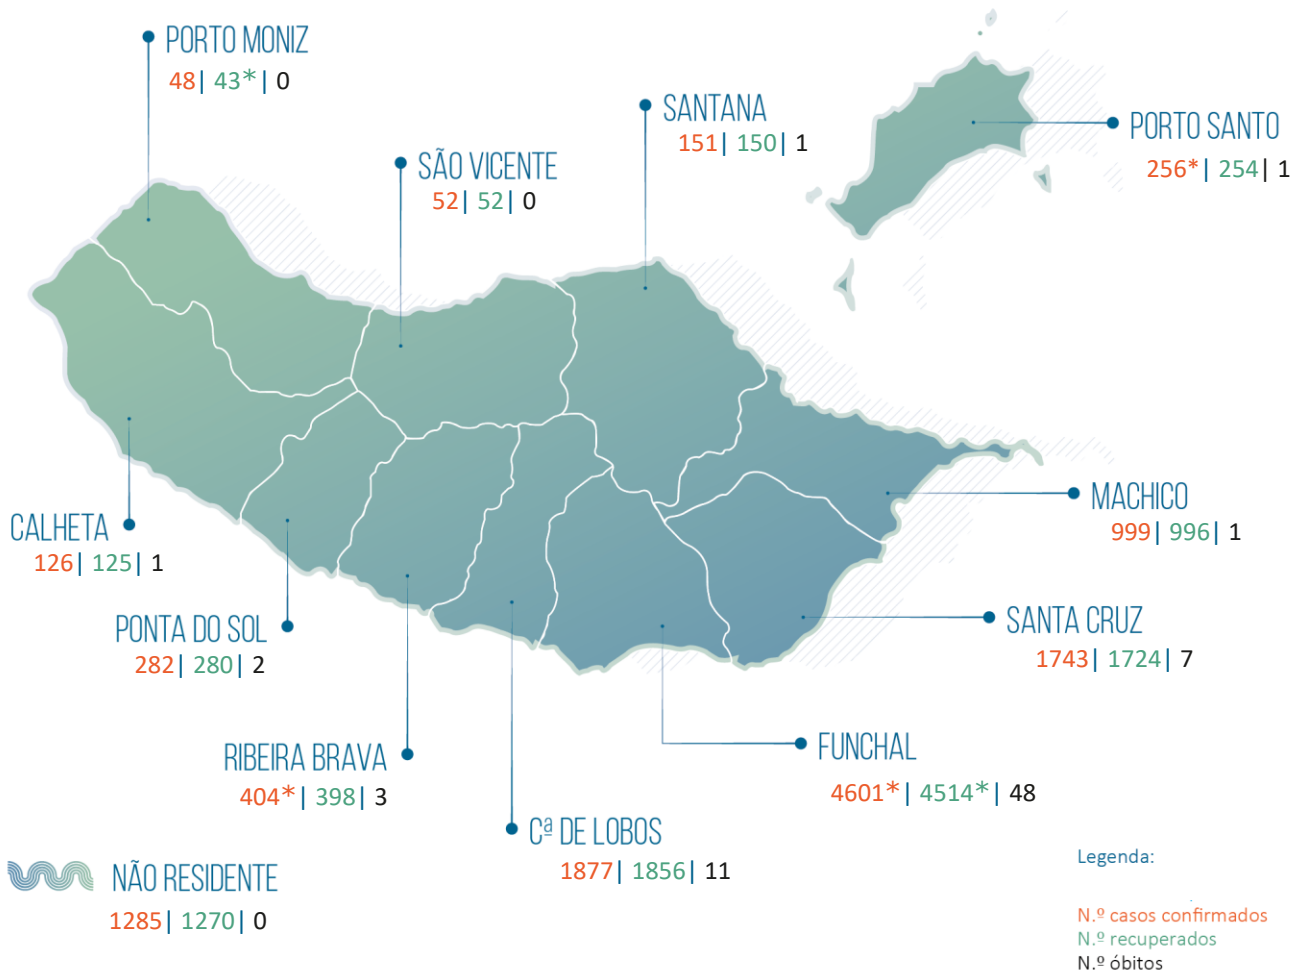 PORTO MONIZ
48| 43*| 0
SANTANA
151| 150| 1
PORTO SANTO
256*| 254| 1
SÃO VICENTE
52| 52| 0
MACHICO
999| 996| 1
CALHETA
126| 125| 1
SANTA CRUZ
1743| 1724| 7
PONTA DO SOL
282| 280| 2
FUNCHAL
4601*| 4514*| 48
RIBEIRA BRAVA
404*| 398| 3
Cª DE LOBOS
1877| 1856| 11
NÃO RESIDENTE
1285| 1270| 0
Legenda:
N.º casos confirmados
N.º recuperados
N.º óbitos